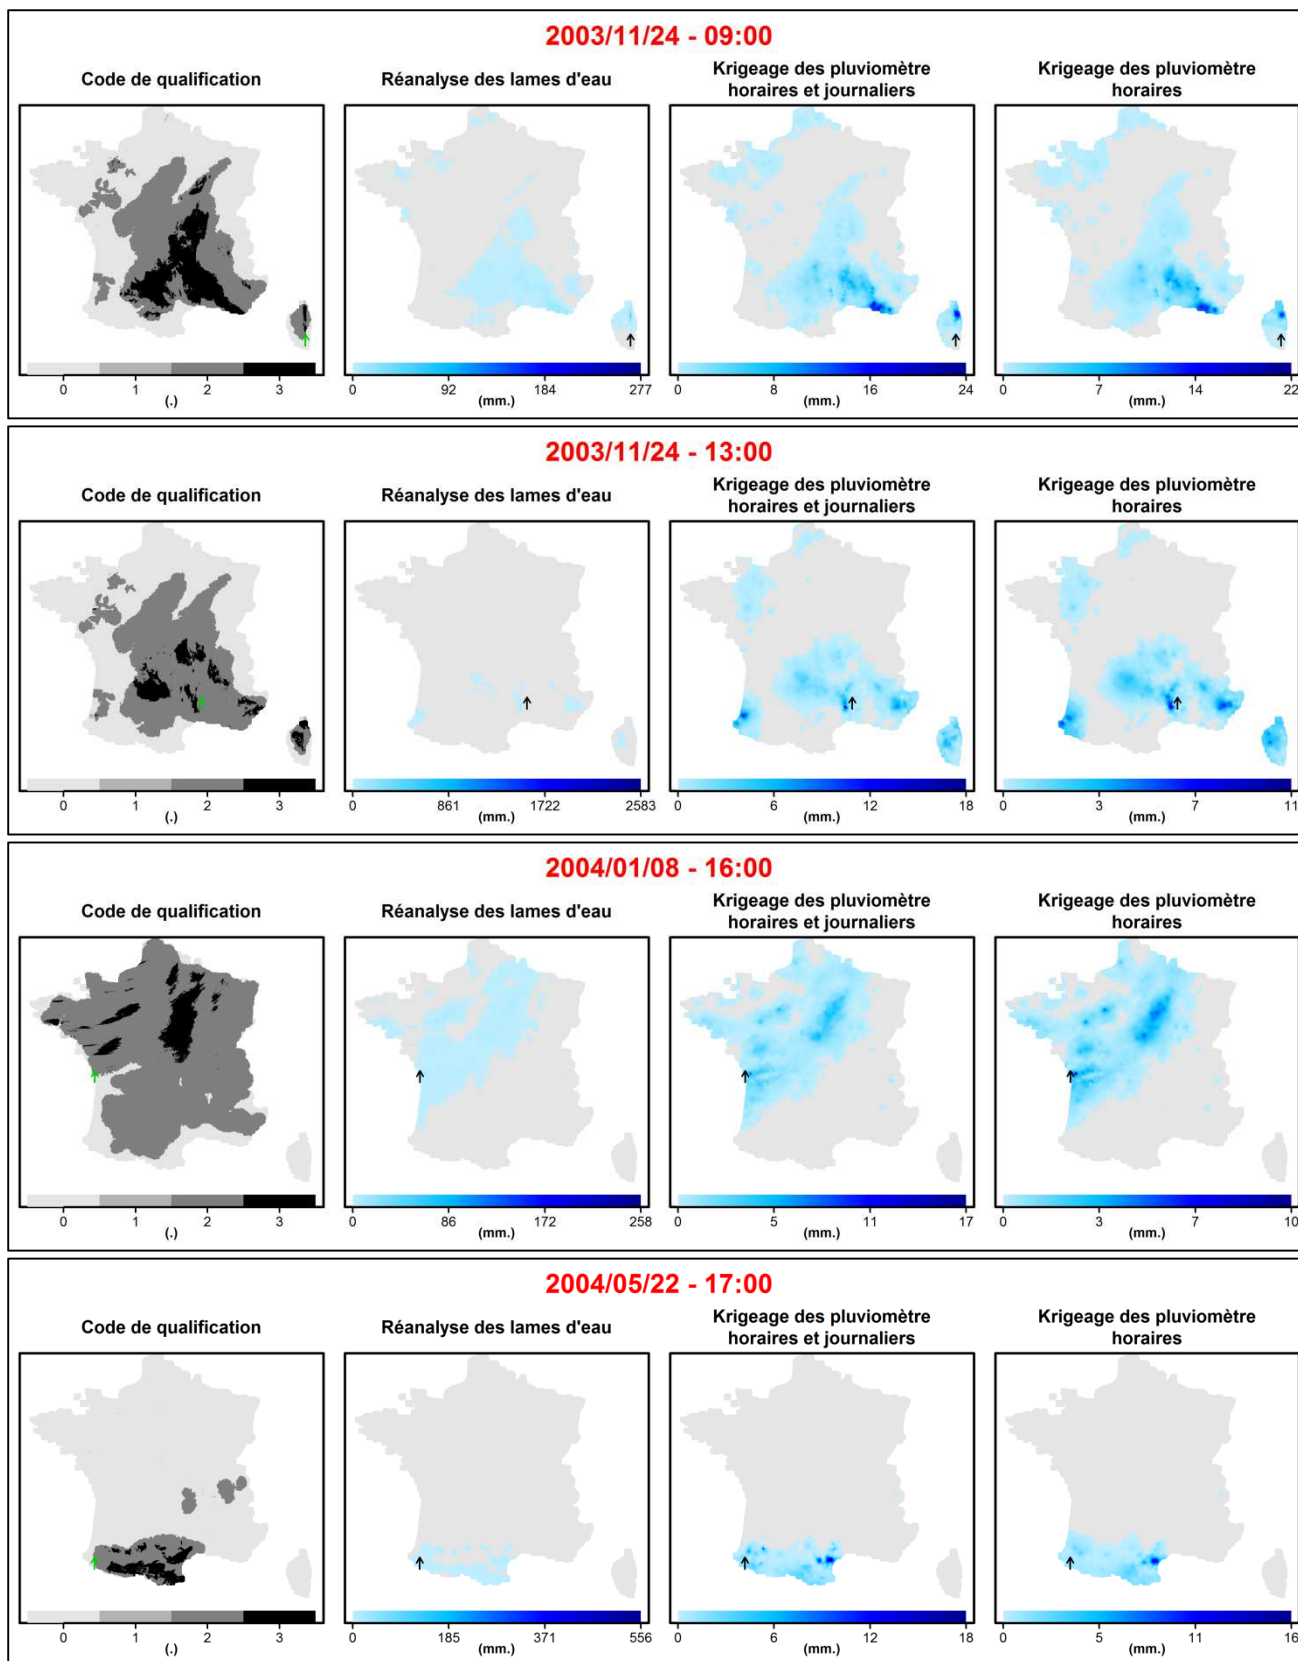 2003/11/24 - 09:00
Code de qualification
Réanalyse des lames d'eau
Krigeage des pluviomètre
horaires et journaliers
Krigeage des pluviomètre
horaires
0 1 2 3
(.)
0 92 184 277
(mm.)
0 8 16 24
(mm.)
0 7 14 22
(mm.)
2003/11/24 - 13:00
Code de qualification
Réanalyse des lames d'eau
Krigeage des pluviomètre
horaires et journaliers
Krigeage des pluviomètre
horaires
0 1 2 3
(.)
0 861 1722 2583
(mm.)
0 6 12 18
(mm.)
0 3 7 11
(mm.)
2004/01/08 - 16:00
Code de qualification
Réanalyse des lames d'eau
Krigeage des pluviomètre
horaires et journaliers
Krigeage des pluviomètre
horaires
0 1 2 3
(.)
0 86 172 258
(mm.)
0 5 11 17
(mm.)
0 3 7 10
(mm.)
2004/05/22 - 17:00
Code de qualification
Réanalyse des lames d'eau
Krigeage des pluviomètre
horaires et journaliers
Krigeage des pluviomètre
horaires
0 1 2 3
(.)
0 185 371 556
(mm.)
0 6 12 18
(mm.)
0 5 11 16
(mm.)